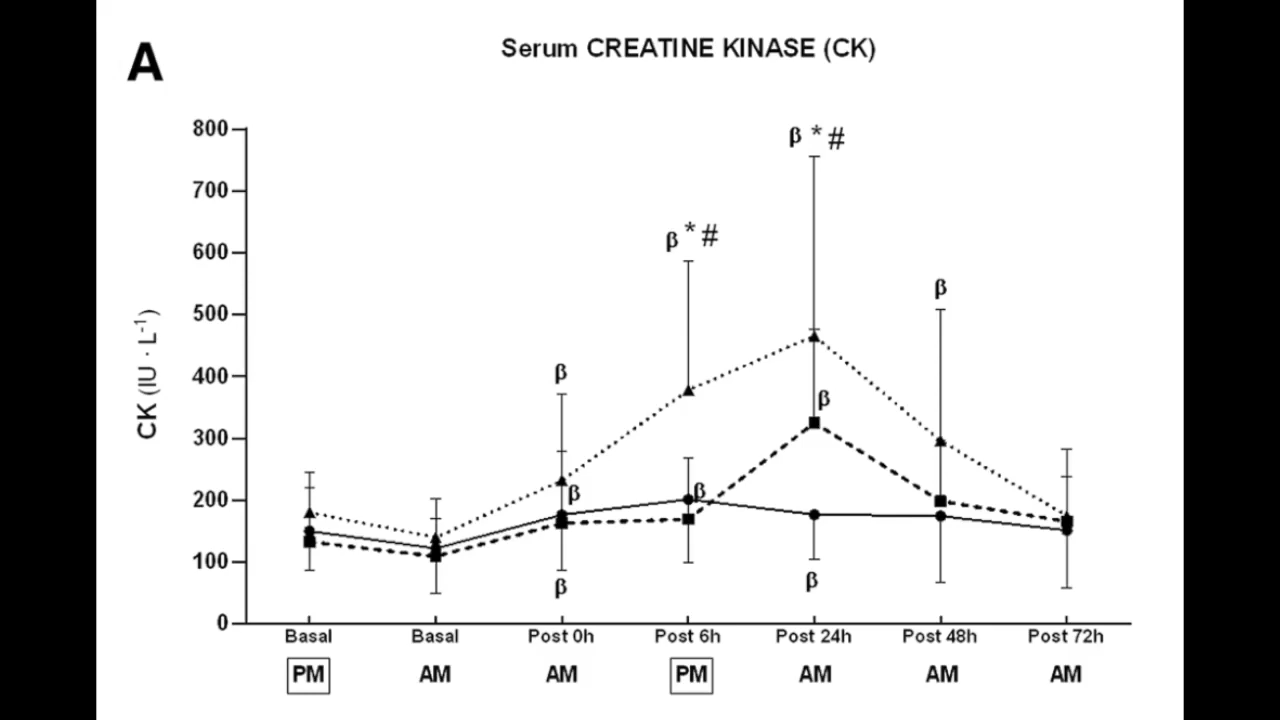 A
Serum CREATINE KINASE (CK)
800
700
600
500
400
300
200
100
0
CK (IU · L⁻¹)
β * #
β * #
β
β
β
β
β
β
β
Basal Basal Post 0h Post 6h Post 24h Post 48h Post 72h
PM AM AM PM AM AM AM